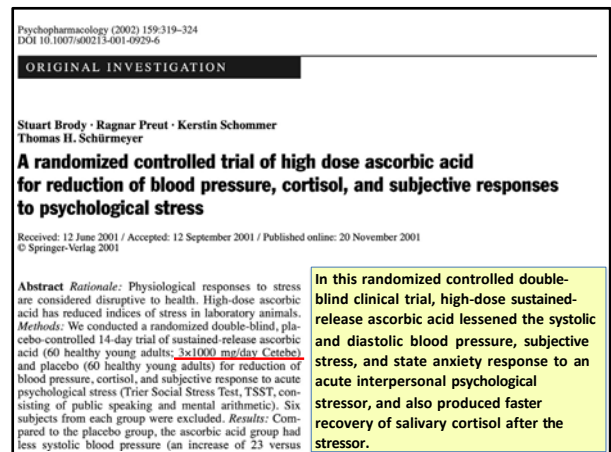 Psychopharmacology (2002) 159:319–324
DOI 10.1007/s00213-001-0929-6
ORIGINAL INVESTIGATION
Stuart Brody · Ragnar Preut · Kerstin Schommer
Thomas H. Schürmeyer
A randomized controlled trial of high dose ascorbic acid
for reduction of blood pressure, cortisol, and subjective responses
to psychological stress
Received: 12 June 2001 / Accepted: 12 September 2001 / Published online: 20 November 2001
© Springer-Verlag 2001
Abstract Rationale: Physiological responses to stress
are considered disruptive to health. High-dose ascorbic
acid has reduced indices of stress in laboratory animals.
Methods: We conducted a randomized double-blind, pla-
cebo-controlled 14-day trial of sustained-release ascorbic
acid (60 healthy young adults; 3×1000 mg/day Cetebe)
and placebo (60 healthy young adults) for reduction of
blood pressure, cortisol, and subjective response to acute
psychological stress (Trier Social Stress Test, TSST, con-
sisting of public speaking and mental arithmetic). Six
subjects from each group were excluded. Results: Com-
pared to the placebo group, the ascorbic acid group had
less systolic blood pressure (an increase of 23 versus
In this randomized controlled double-
blind clinical trial, high-dose sustained-
release ascorbic acid lessened the systolic
and diastolic blood pressure, subjective
stress, and state anxiety response to an
acute interpersonal psychological
stressor, and also produced faster
recovery of salivary cortisol after the
stressor.